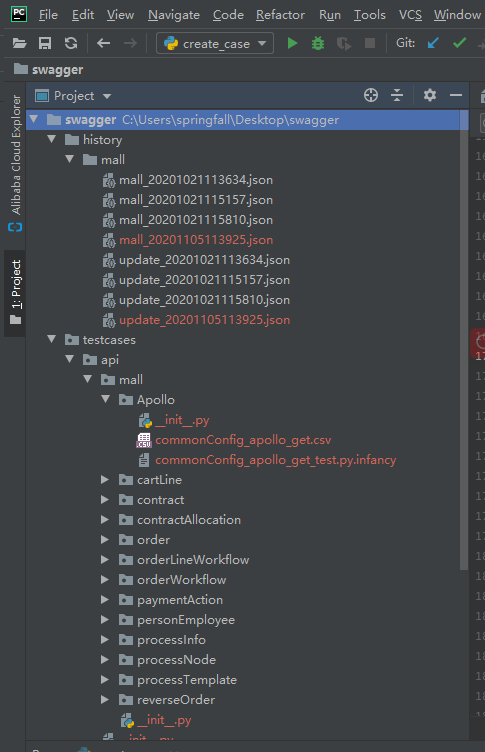 PC File Edit View Navigate Code Refactor Run Tools VCS Window
create_case Git:
swagger
Project
Alibaba Cloud Explorer
1: Project
swagger C:\Users\springfall\Desktop\swagger
history
mall
mall_20201021113634.json
mall_20201021115157.json
mall_20201021115810.json
mall_20201105113925.json
update_20201021113634.json
update_20201021115157.json
update_20201021115810.json
update_20201105113925.json
testcases
api
mall
Apollo
__init__.py
commonConfig_apollo_get.csv
commonConfig_apollo_get_test.py.infancy
cartLine
contract
contractAllocation
order
orderLineWorkflow
orderWorkflow
paymentAction
personEmployee
processInfo
processNode
processTemplate
reverseOrder
__init__.py
__init__.py